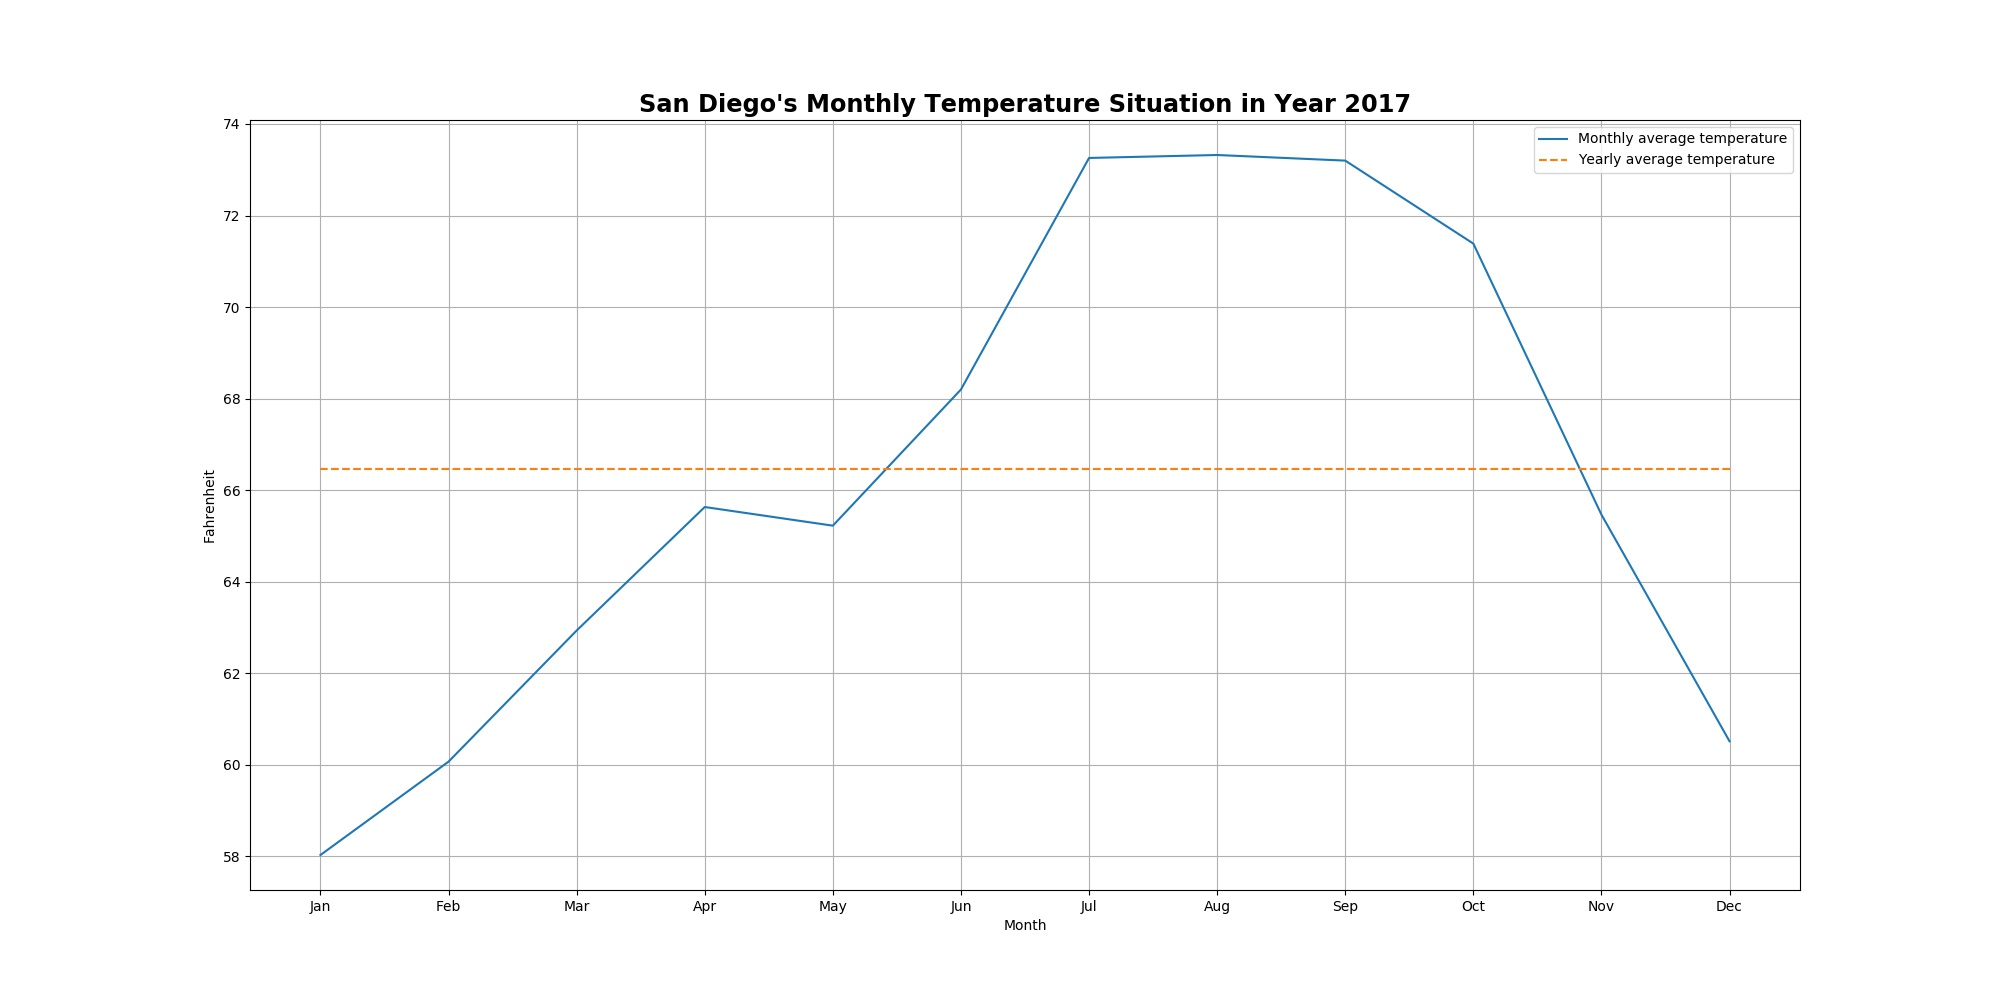 San Diego's Monthly Temperature Situation in Year 2017
Monthly average temperature
Yearly average temperature
74
72
70
68
66
64
62
60
58
Fahrenheit
Jan Feb Mar Apr May Jun Jul Aug Sep Oct Nov Dec
Month